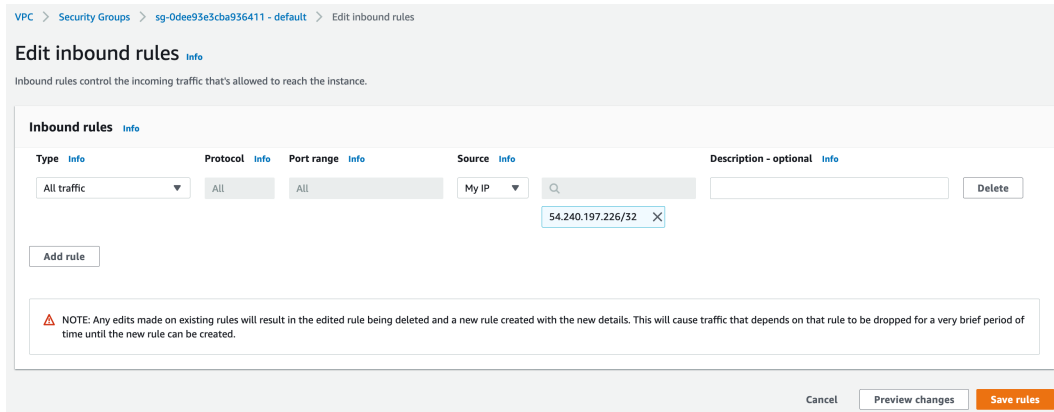 VPC > Security Groups > sg-0dee93e3cba936411 - default > Edit inbound rules
Edit inbound rules Info
Inbound rules control the incoming traffic that's allowed to reach the instance.
Inbound rules Info
Type Info Protocol Info Port range Info Source Info Description - optional Info
All traffic All All My IP Delete
54.240.197.226/32
Add rule
NOTE: Any edits made on existing rules will result in the edited rule being deleted and a new rule created with the new details. This will cause traffic that depends on that rule to be dropped for a very brief period of
time until the new rule can be created.
Cancel Preview changes Save rules